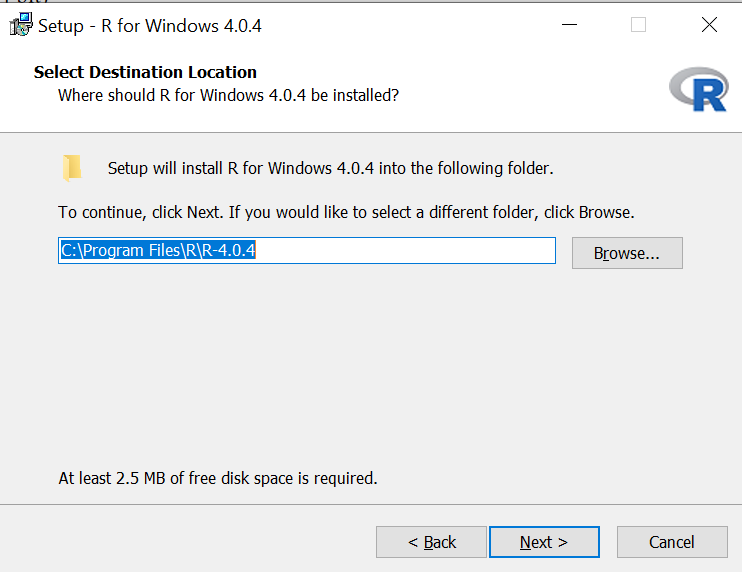 Setup - R for Windows 4.0.4
Select Destination Location
Where should R for Windows 4.0.4 be installed?
R
Setup will install R for Windows 4.0.4 into the following folder.
To continue, click Next. If you would like to select a different folder, click Browse.
C:\Program Files\R\R-4.0.4
Browse...
At least 2.5 MB of free disk space is required.
< Back
Next >
Cancel